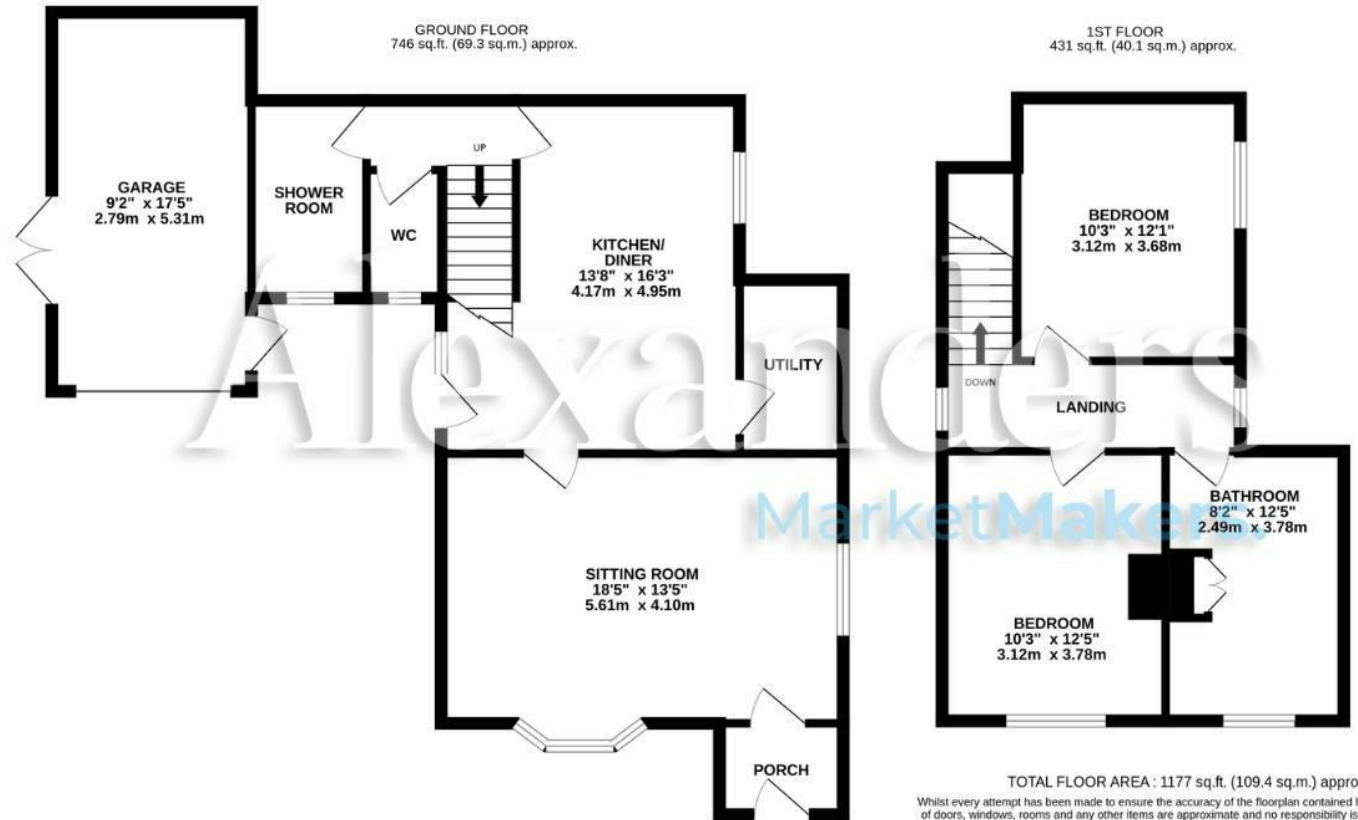 GROUND FLOOR
746 sq.ft. (69.3 sq.m.) approx.
1ST FLOOR
431 sq.ft. (40.1 sq.m.) approx.
GARAGE
9'2" x 17'5"
2.79m x 5.31m
SHOWER
ROOM
WC
UP
KITCHEN/
DINER
13'8" x 16'3"
4.17m x 4.95m
UTILITY
SITTING ROOM
18'5" x 13'5"
5.61m x 4.10m
PORCH
BEDROOM
10'3" x 12'1"
3.12m x 3.68m
DOWN
LANDING
BATHROOM
8'2" x 12'5"
2.49m x 3.78m
BEDROOM
10'3" x 12'5"
3.12m x 3.78m
Alexanders
MarketMakers.
TOTAL FLOOR AREA : 1177 sq.ft. (109.4 sq.m.) appro
Whilst every attempt has been made to ensure the accuracy of the floorplan contained
of doors, windows, rooms and any other items are approximate and no responsibility is